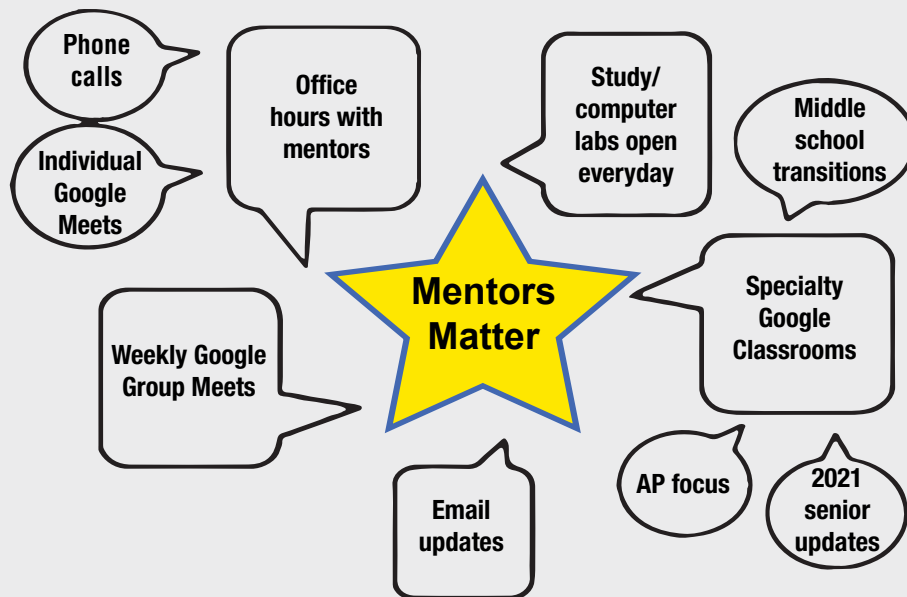 Phone
calls
Individual
Google
Meets
Office
hours with
mentors
Study/
computer
labs open
everyday
Middle
school
transitions
Mentors
Matter
Specialty
Google
Classrooms
Weekly Google
Group Meets
Email
updates
AP focus
2021
senior
updates